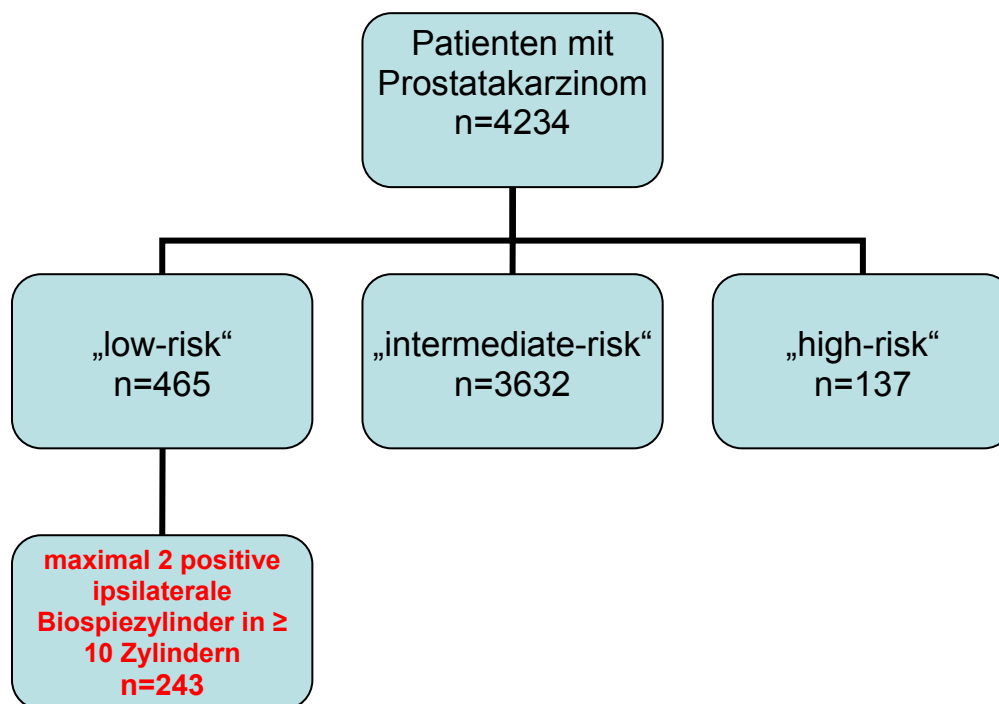 Patienten mit
Prostatakarzinom
n=4234
„low-risk“
n=465
„intermediate-risk“
n=3632
„high-risk“
n=137
maximal 2 positive
ipsilaterale
Biospiezylinder in ≥
10 Zylindern
n=243